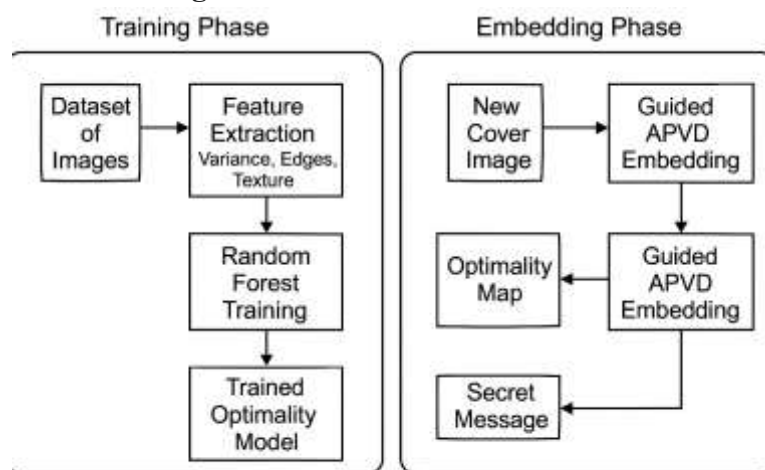 Training Phase
Dataset
of
Images
Feature
Extraction
Variance, Edges,
Texture
Random
Forest
Training
Trained
Optimality
Model
Embedding Phase
New
Cover
Image
Guided
APVD
Embedding
Optimality
Map
Guided
APVD
Embedding
Secret
Message